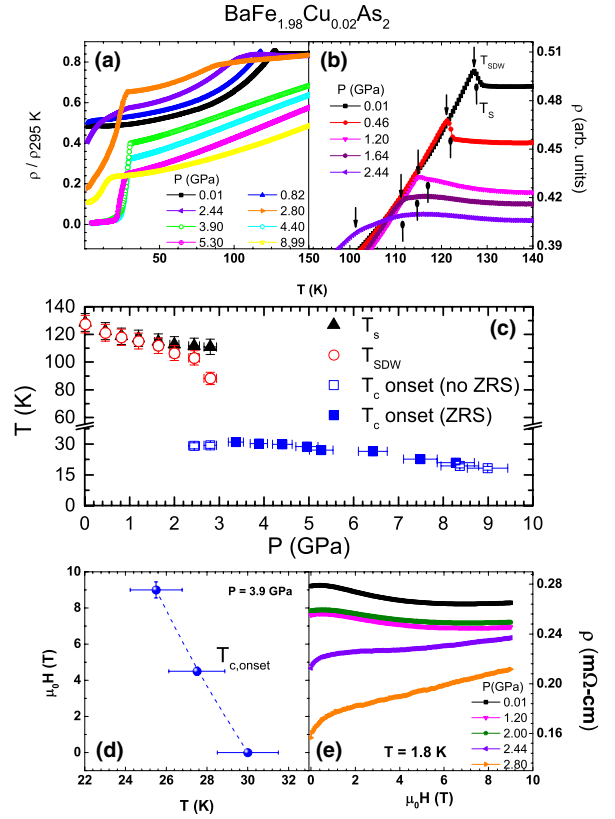 BaFe1.98Cu0.02As2
(a)
ρ / ρ295 K
0.8
0.6
0.4
0.2
0.0
P (GPa)
0.01
0.82
2.44
2.80
3.90
4.40
5.30
8.99
50
100
150
(b)
TSDW
TS
P (GPa)
0.01
0.46
1.20
1.64
2.44
0.51
0.48
0.45
0.42
0.39
ρ (arb. units)
100
110
120
130
140
T (K)
(c)
T (K)
140
120
100
80
60
30
15
0
Ts
TSDW
Tc onset (no ZRS)
Tc onset (ZRS)
0 1 2 3 4 5 6 7 8 9 10
P (GPa)
μ0H (T)
10
8
6
4
2
0
P = 3.9 GPa
Tc,onset
(d)
22 24 26 28 30 32
T (K)
0.28
0.24
0.20
0.16
ρ (mΩ-cm)
P(GPa)
0.01
1.20
2.00
2.44
2.80
(e)
T = 1.8 K
0 2 4 6 8 10
μ0H (T)